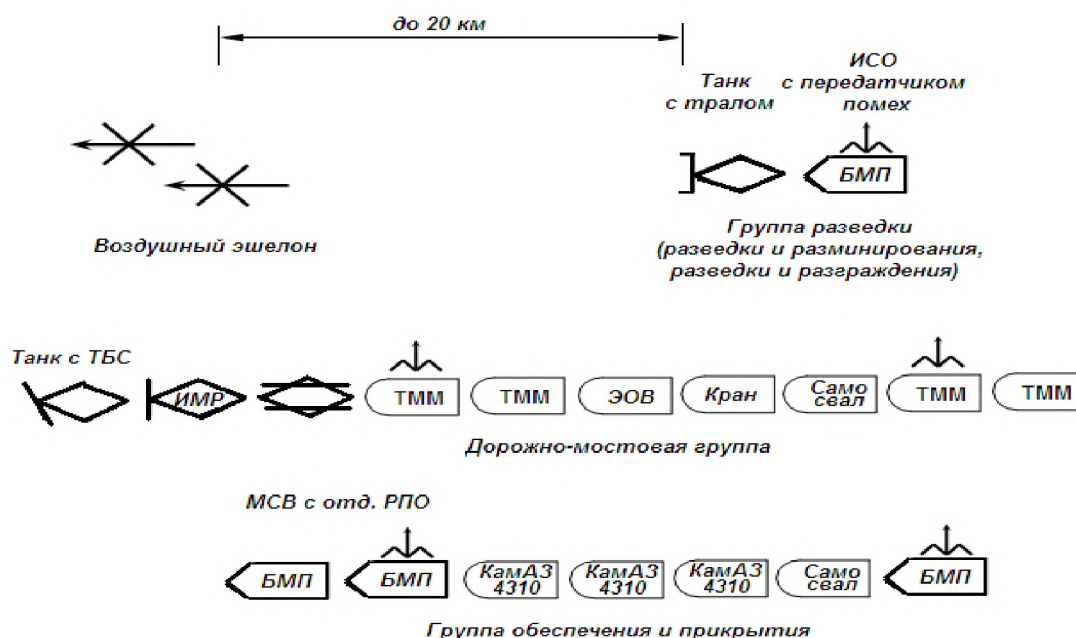 до 20 км
Танк
с тралом
ИСО
с передатчиком
помех
БМП
Воздушный эшелон
Группа разведки
(разведки и разминирования,
разведки и разграждения)
Танк с ТБС
ИМР
ТММ
ТММ
ЭОВ
Кран
Само
свал
ТММ
ТММ
Дорожно-мостовая группа
МСВ с отд. РПО
БМП
БМП
КамАЗ
4310
КамАЗ
4310
КамАЗ
4310
Само
свал
БМП
Группа обеспечения и прикрытия